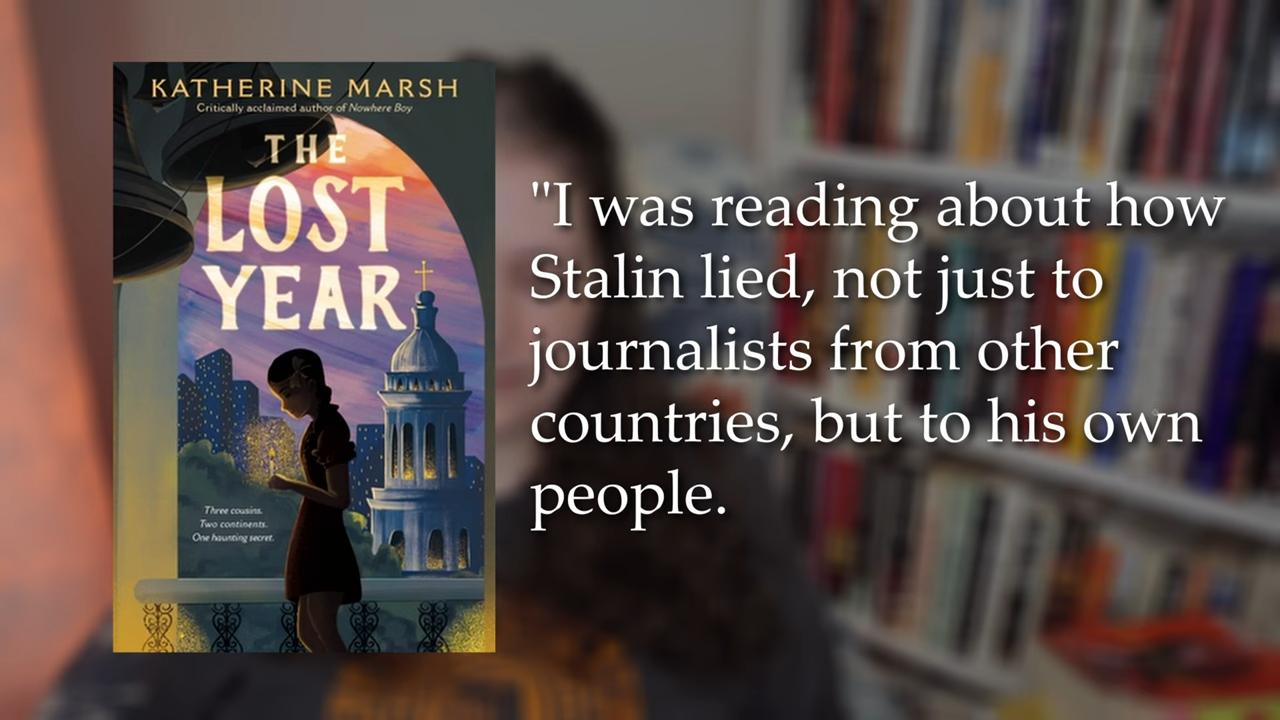 KATHERINE MARSH
Critically acclaimed author of Nowhere Boy
THE
LOST
YEAR
Three cousins.
Two continents.
One haunting secret.
"I was reading about how
Stalin lied, not just to
journalists from other
countries, but to his own
people.